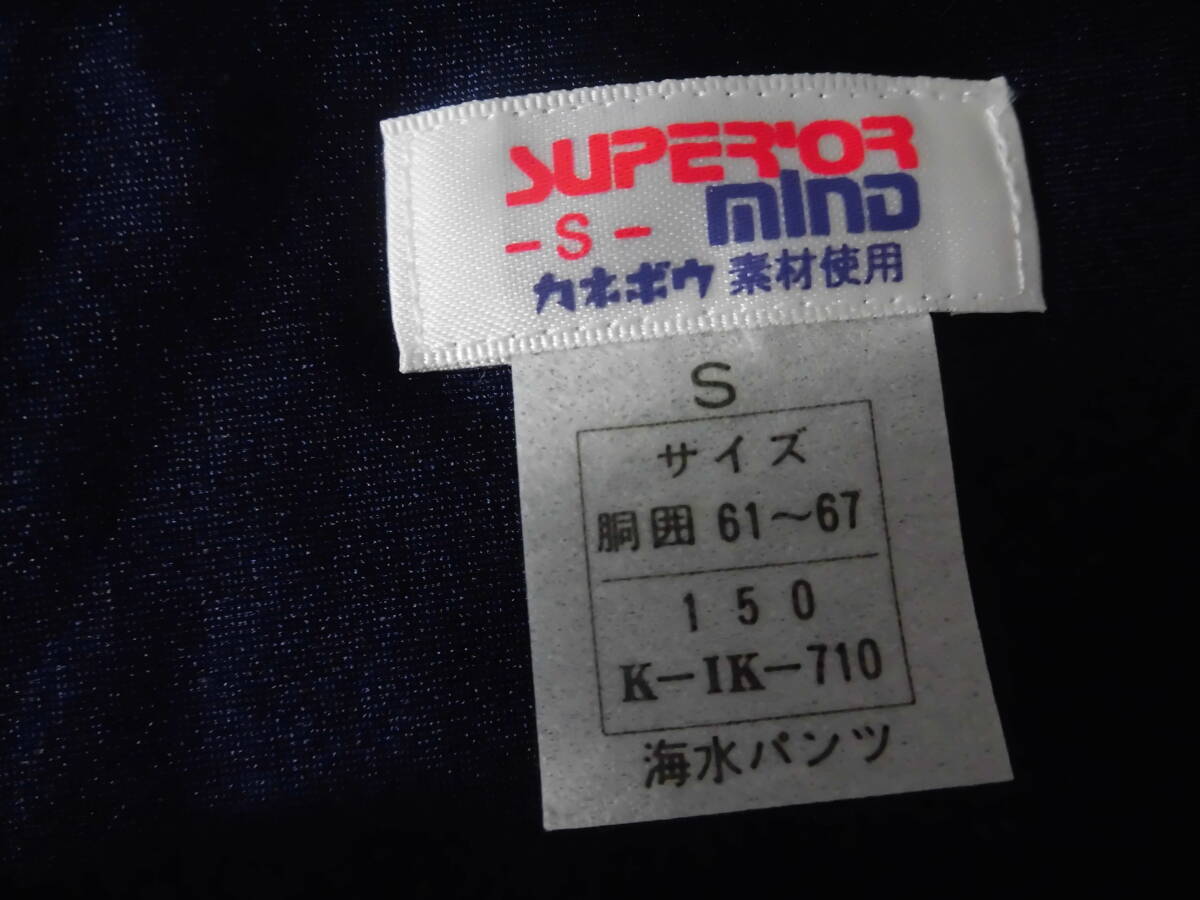 SUPERIOR
-S- mIND
カネボウ 素材使用
S
サイズ
胴囲 61〜67
150
K-IK-710
海水パンツ